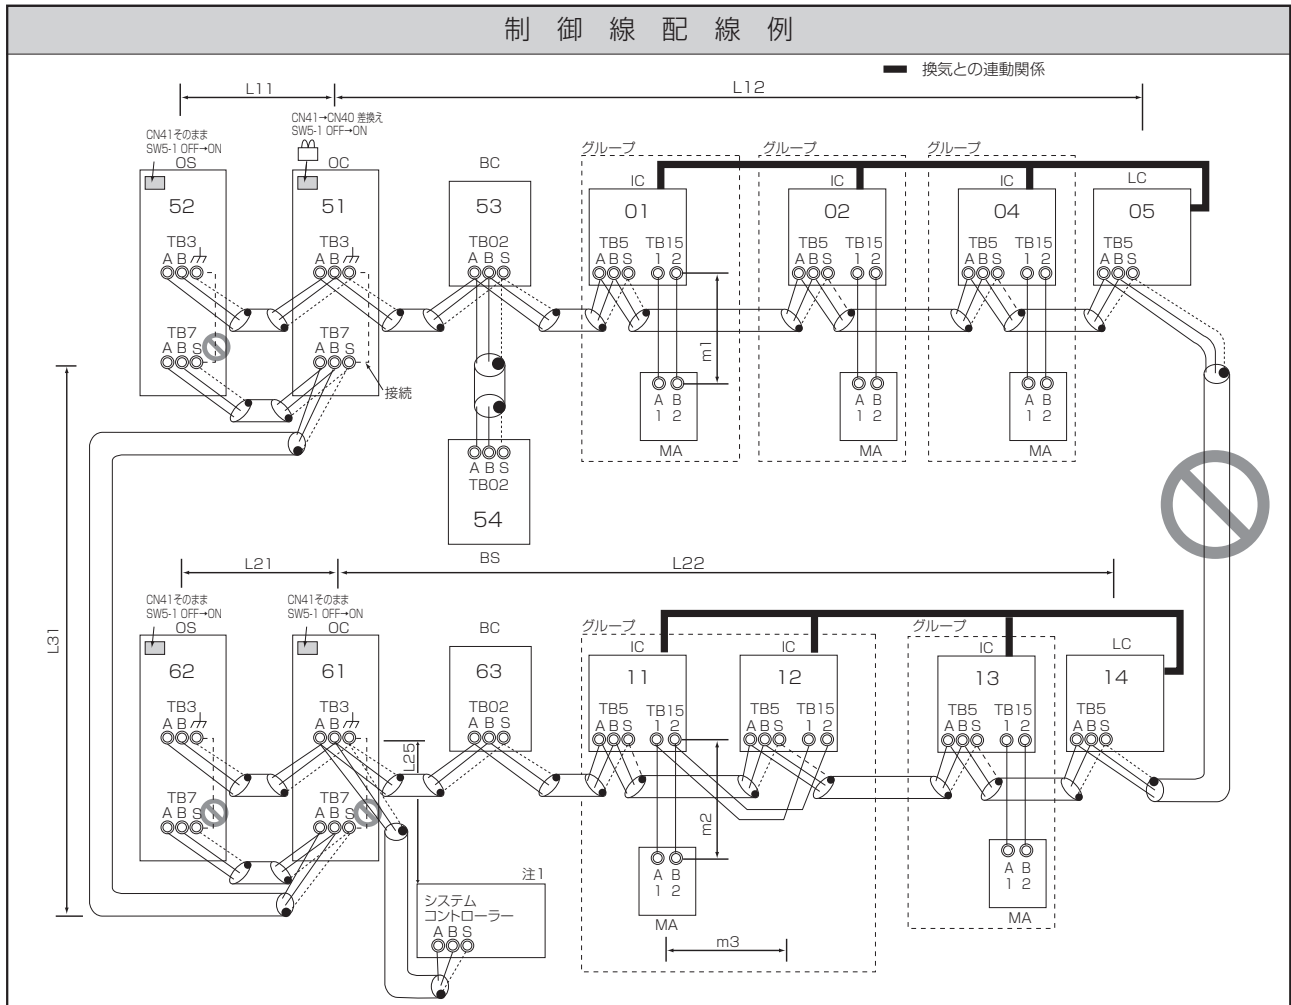 制御線配線例
換気との連動関係
L11
L12
CN41→CN40 差換え
SW5-1 OFF→ON
CN41そのまま
SW5-1 OFF→ON
OS
OC
BC
グループ
グループ
グループ
IC
IC
IC
LC
52
51
53
01
02
04
05
TB3
A B
TB3
A B
TB02
A B S
TB5
A B S
TB15
1 2
TB5
A B S
TB15
1 2
TB5
A B S
TB15
1 2
TB5
A B S
TB7
A B S
TB7
A B S
接続
m1
A B
1 2
MA
A B
1 2
MA
A B
1 2
MA
A B S
TB02
54
BS
L31
L21
L22
CN41そのまま
SW5-1 OFF→ON
OS
CN41そのまま
SW5-1 OFF→ON
OC
BC
グループ
グループ
IC
IC
IC
LC
62
61
63
11
12
13
14
TB3
A B
TB3
A B
TB02
A B S
TB5
A B S
TB15
1 2
TB5
A B S
TB15
1 2
TB5
A B S
TB15
1 2
TB5
A B S
L25
TB7
A B S
TB7
A B S
m2
A B
1 2
MA
A B
1 2
MA
注1
システム
コントローラー
A B S
m3